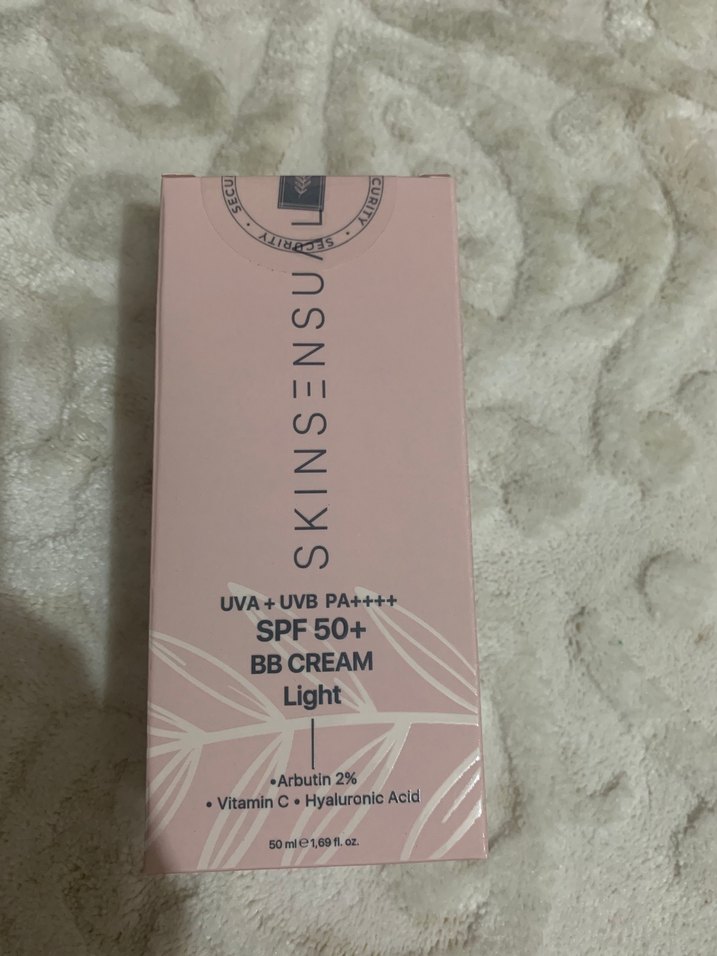 SECURITY
SKINSENSUAL
UVA + UVB PA++++
SPF 50+
BB CREAM
Light
•Arbutin 2%
• Vitamin C • Hyaluronic Acid
50 ml ℮ 1,69 fl. oz.